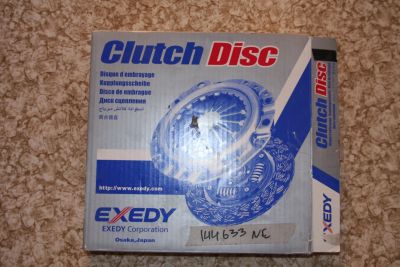 Clutch Disc
Disque d'embrayage
Kupplungsscheibe
Disco de embrague
Диск сцепления
http://www.exedy.com
EXEDY
EXEDY Corporation
Osaka, Japan
144633 NE
Clutch Disc
EXEDY